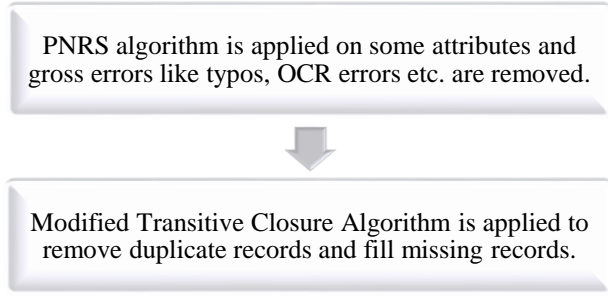 PNRS algorithm is applied on some attributes and
gross errors like typos, OCR errors etc. are removed.
Modified Transitive Closure Algorithm is applied to
remove duplicate records and fill missing records.